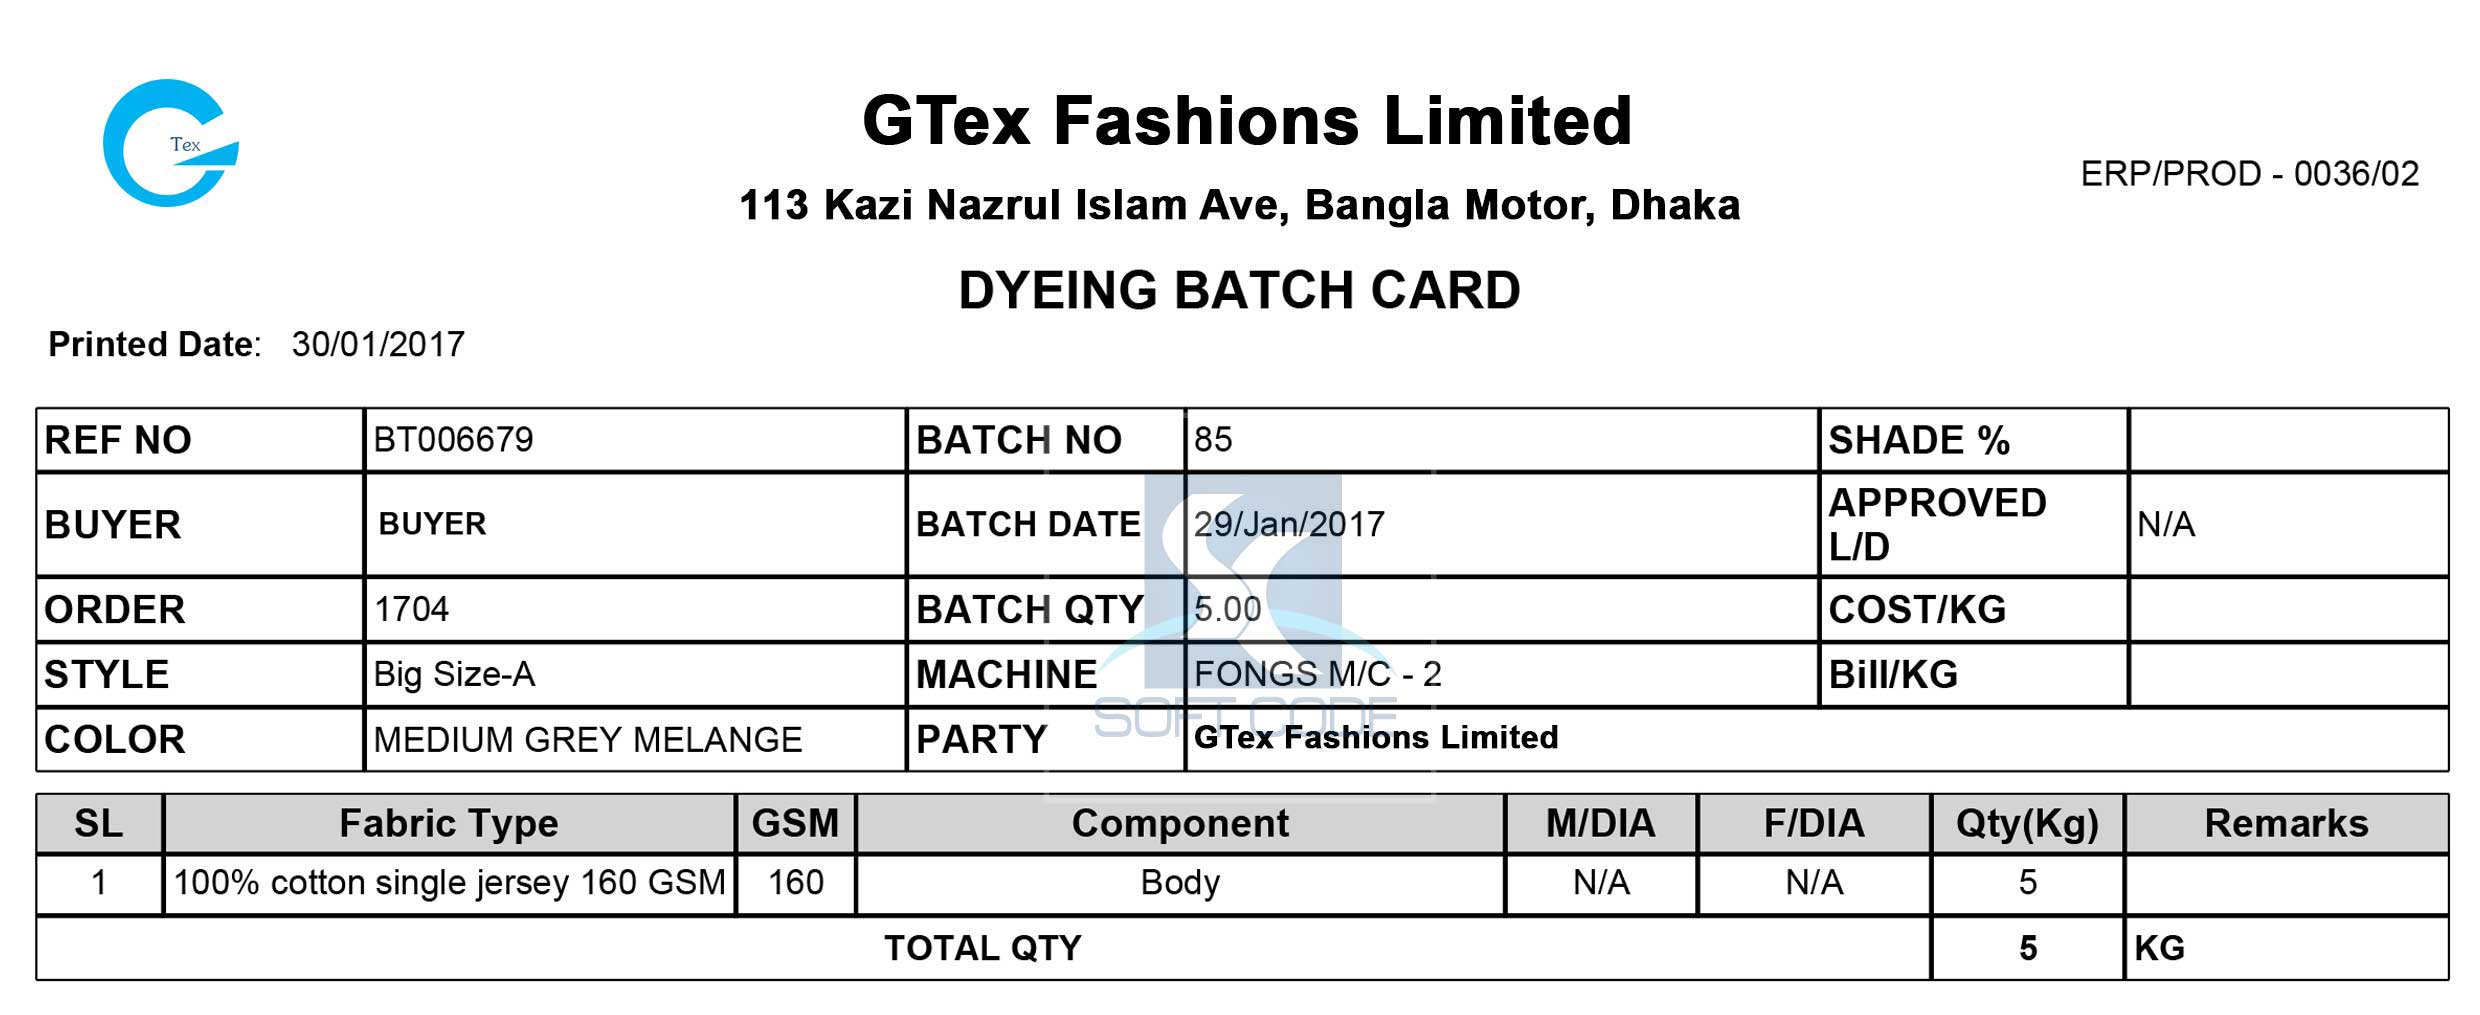 Tex
GTex Fashions Limited
113 Kazi Nazrul Islam Ave, Bangla Motor, Dhaka
ERP/PROD - 0036/02
DYEING BATCH CARD
Printed Date: 30/01/2017
REF NO BT006679 BATCH NO 85 SHADE %
BUYER BUYER BATCH DATE 29/Jan/2017 APPROVED L/D N/A
ORDER 1704 BATCH QTY 5.00 COST/KG
STYLE Big Size-A MACHINE FONGS M/C - 2 Bill/KG
SOFT CODE
COLOR MEDIUM GREY MELANGE PARTY GTex Fashions Limited
SL Fabric Type GSM Component M/DIA F/DIA Qty(Kg) Remarks
1 100% cotton single jersey 160 GSM 160 Body N/A N/A 5
TOTAL QTY 5 KG